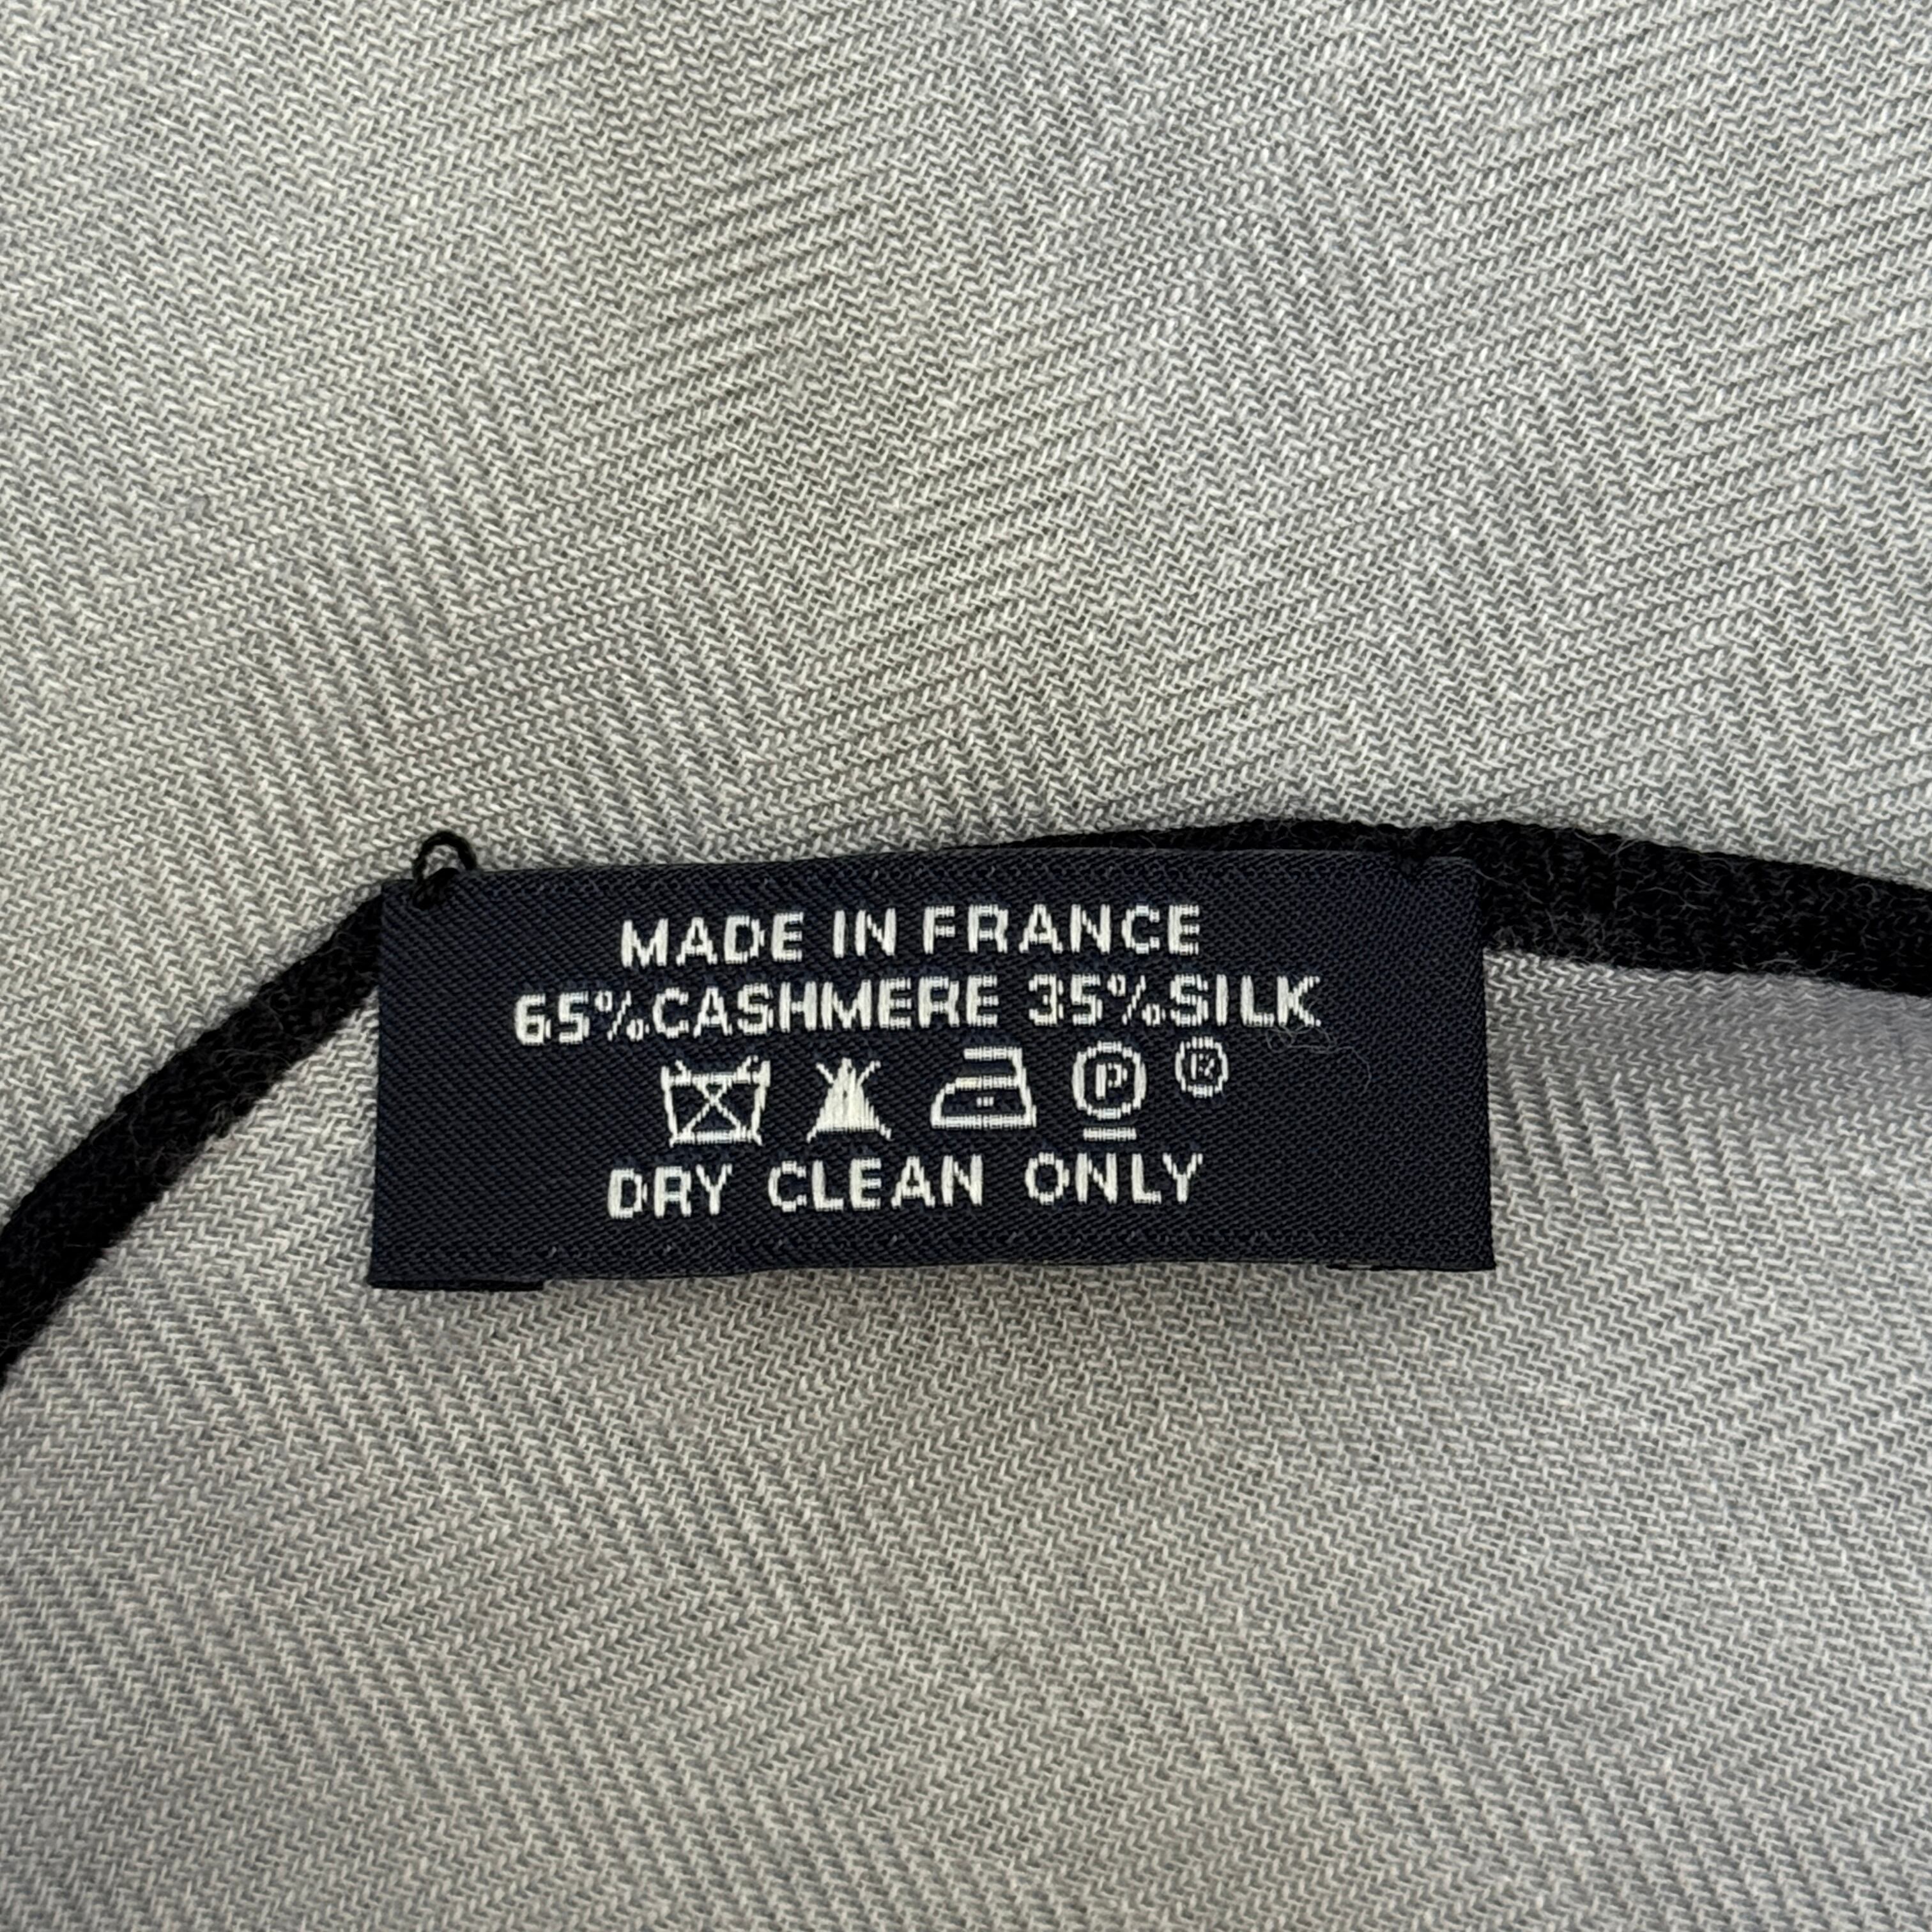 MADE IN FRANCE
65%CASHMERE 35%SILK
P ®
DRY CLEAN ONLY